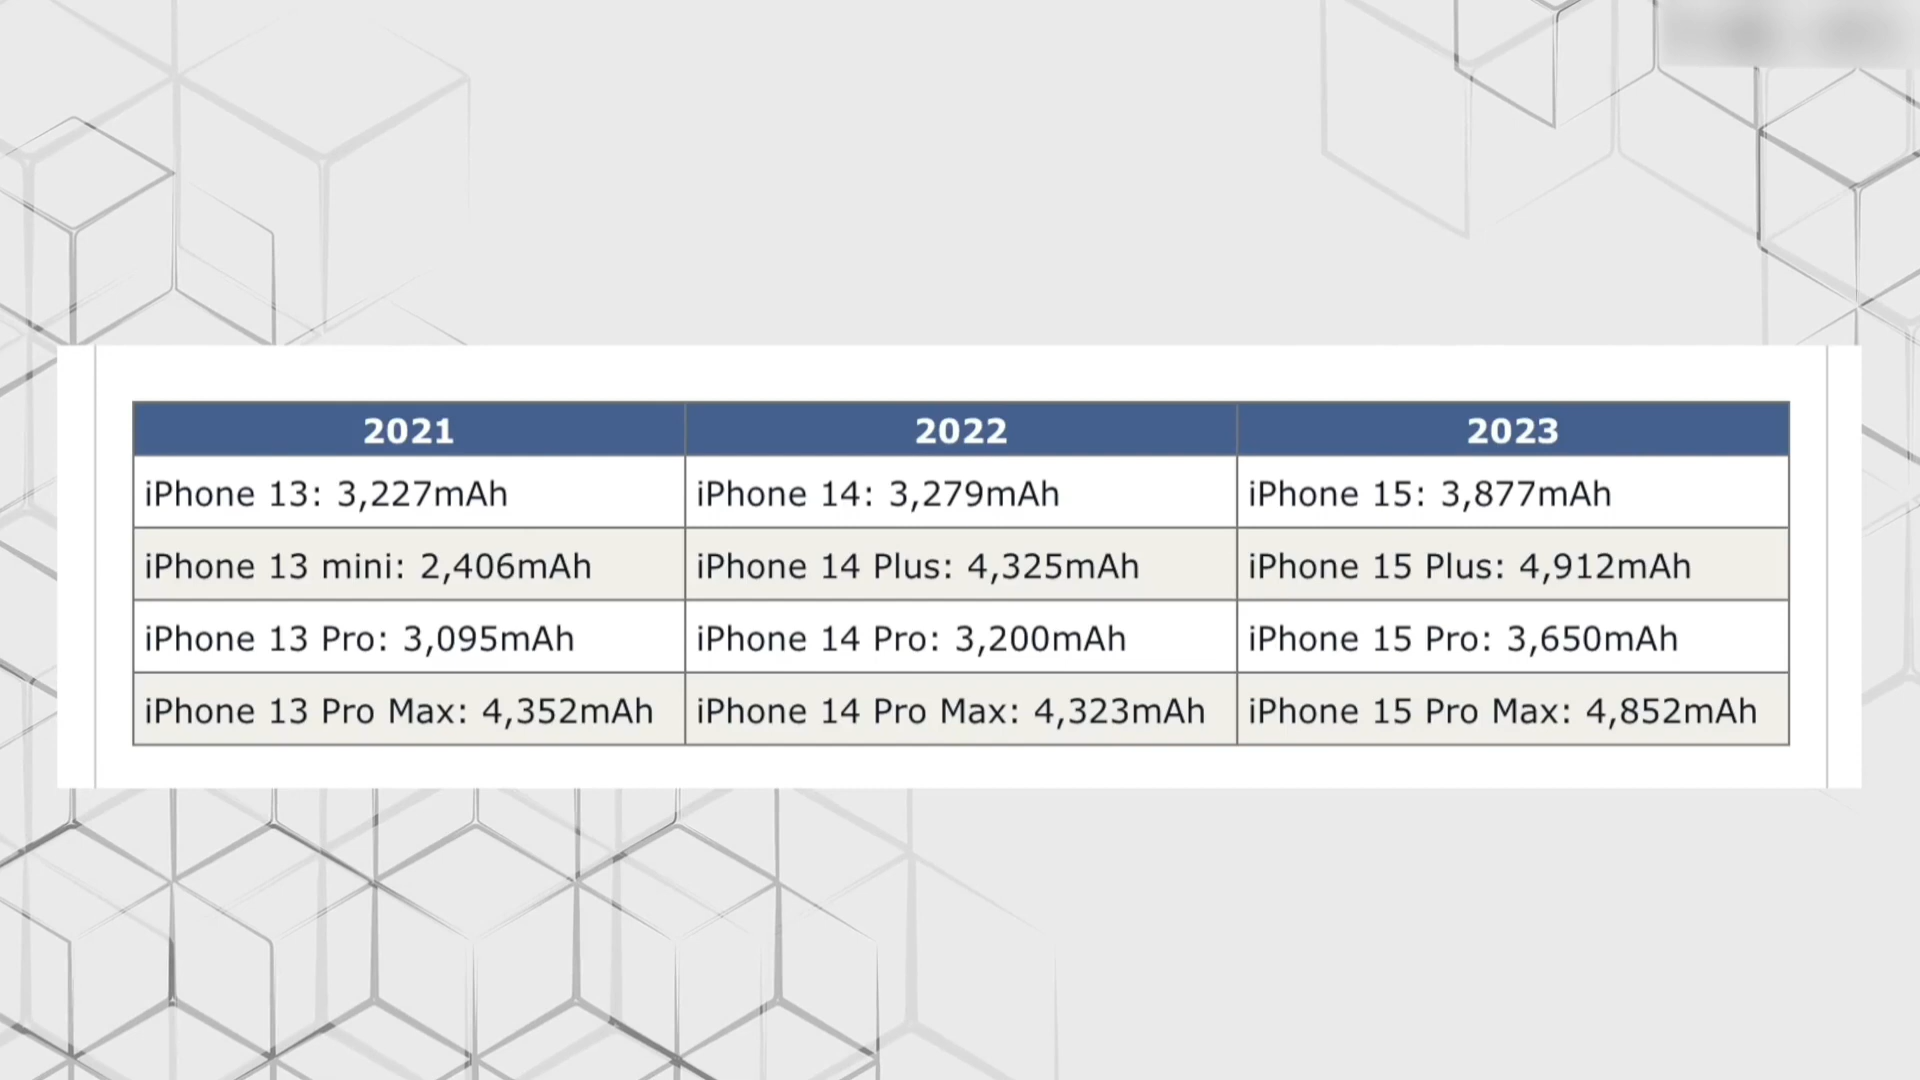 2021 2022 2023
iPhone 13: 3,227mAh iPhone 14: 3,279mAh iPhone 15: 3,877mAh
iPhone 13 mini: 2,406mAh iPhone 14 Plus: 4,325mAh iPhone 15 Plus: 4,912mAh
iPhone 13 Pro: 3,095mAh iPhone 14 Pro: 3,200mAh iPhone 15 Pro: 3,650mAh
iPhone 13 Pro Max: 4,352mAh iPhone 14 Pro Max: 4,323mAh iPhone 15 Pro Max: 4,852mAh